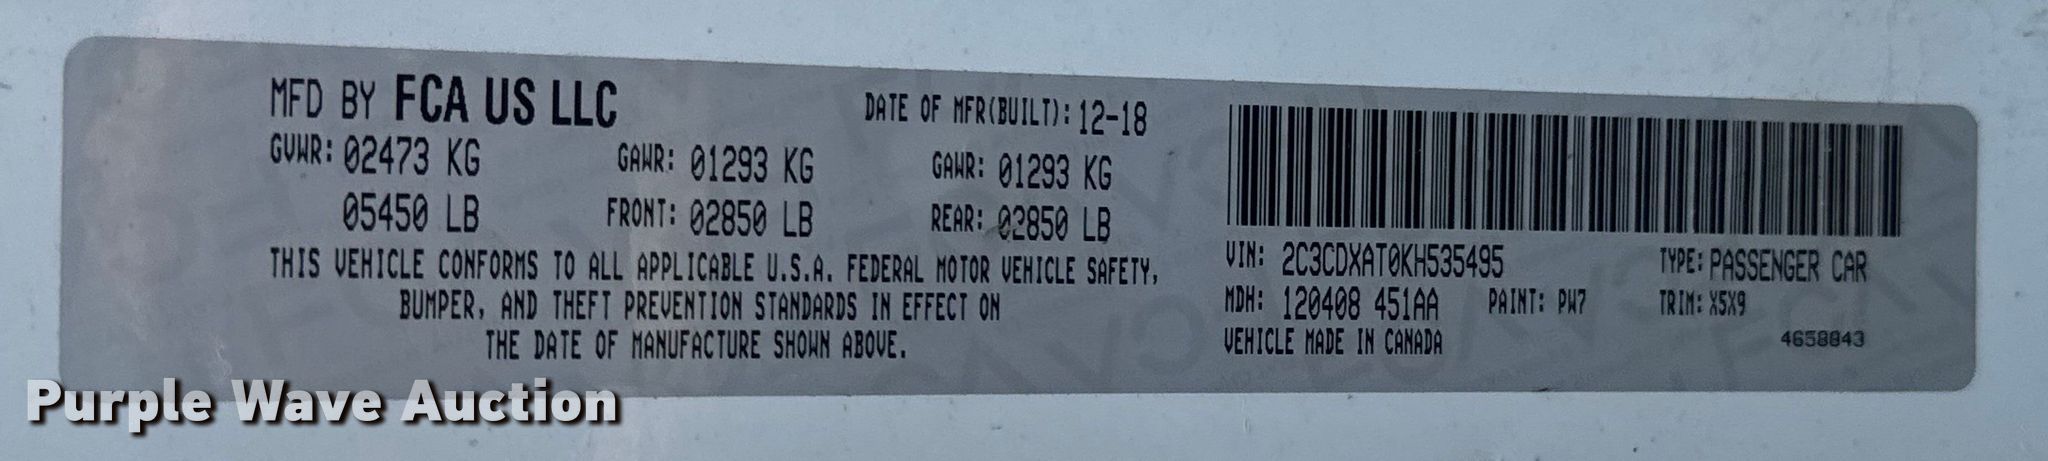 MFD BY FCA US LLC
DATE OF MFR(BUILT): 12-18
GVWR: 02473 KG
GAWR: 01293 KG
GAWR: 01293 KG
05450 LB
FRONT: 02850 LB
REAR: 02850 LB
THIS VEHICLE CONFORMS TO ALL APPLICABLE U.S.A. FEDERAL MOTOR VEHICLE SAFETY,
BUMPER, AND THEFT PREVENTION STANDARDS IN EFFECT ON
THE DATE OF MANUFACTURE SHOWN ABOVE.
VIN: 2C3CDXAT0KH535495
TYPE: PASSENGER CAR
MDH: 120408 451AA
PAINT: PW7
TRIM: X5X9
VEHICLE MADE IN CANADA
4658843
Purple Wave Auction